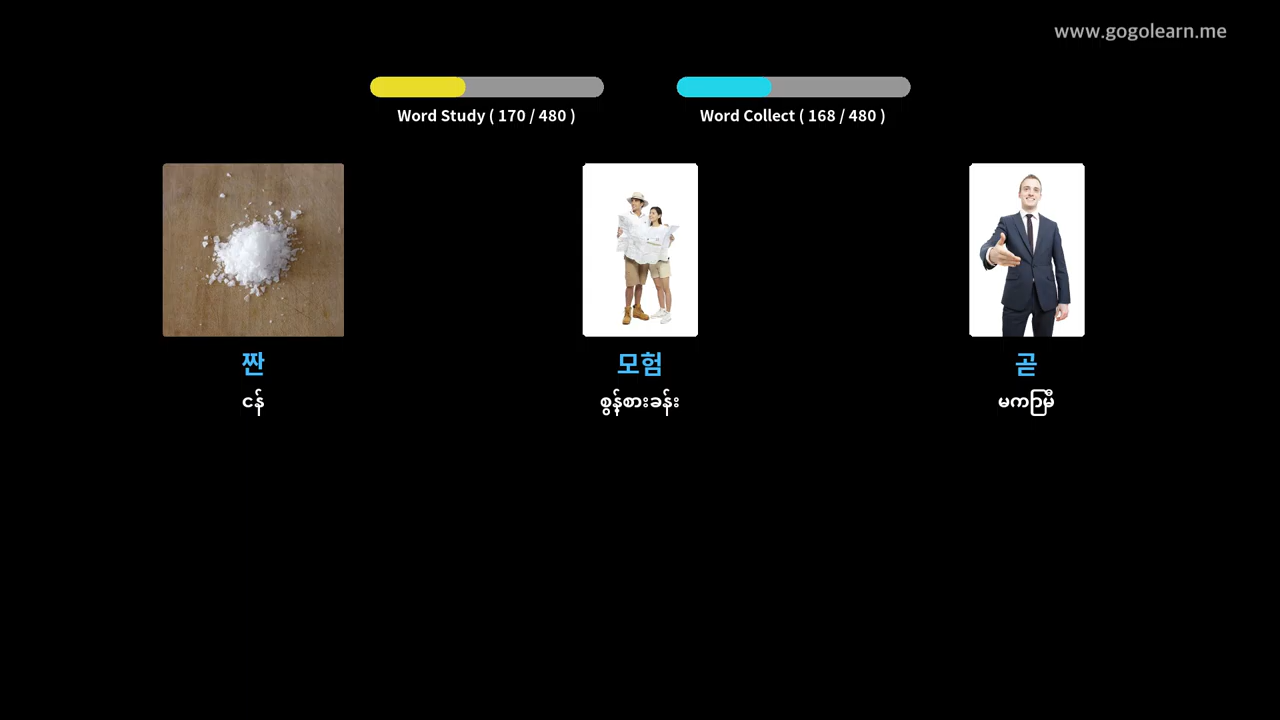 www.gogolearn.me
Word Study ( 170 / 480 )
Word Collect ( 168 / 480 )
짠
모험
곧
ငန်
စွန့်စားခန်း
မကြာမြီ